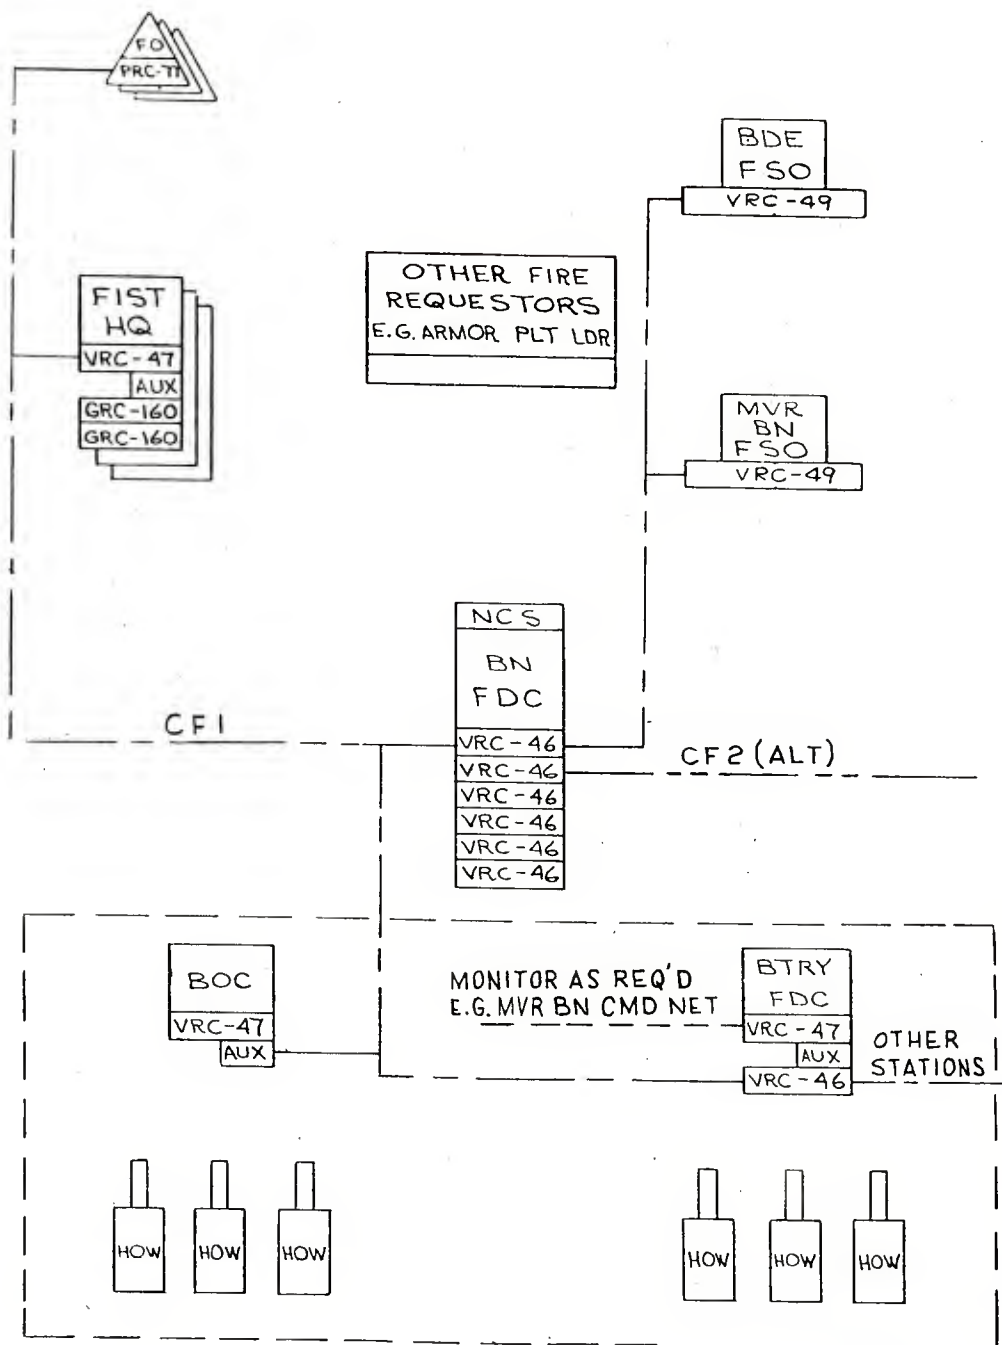 FO
PRC-77
BDE
FSO
VRC-49
OTHER FIRE
REQUESTORS
E.G. ARMOR PLT LDR
FIST
HQ
VRC-47
AUX
GRC-160
GRC-160
MVR
BN
FSO
VRC-49
NCS
BN
FDC
CF1
VRC-46
CF2 (ALT)
VRC-46
VRC-46
VRC-46
VRC-46
VRC-46
BOC
VRC-47
AUX
MONITOR AS REQ'D
E.G. MVR BN CMD NET
BTRY
FDC
VRC-47
AUX
VRC-46
OTHER
STATIONS
HOW
HOW
HOW
HOW
HOW
HOW